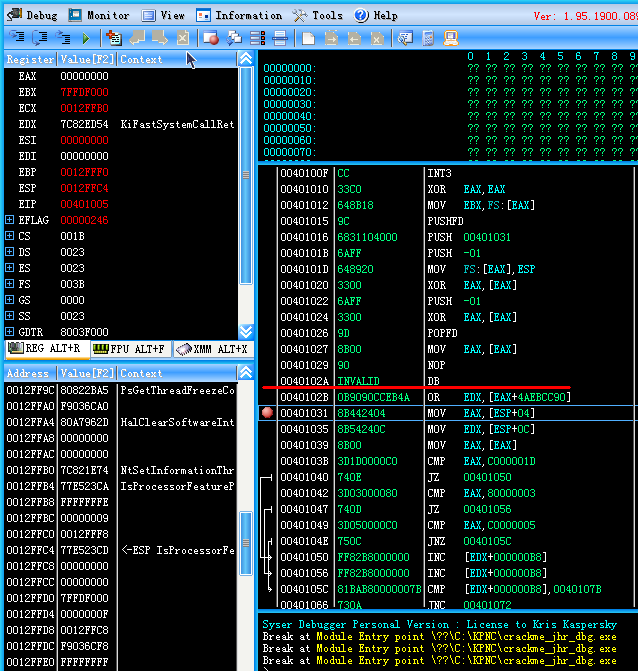 Debug Monitor View Information Tools Help Ver: 1.95.1900.089
Register Value[F2] Context
EAX 00000000
EBX 7FFDF000
ECX 0012FFB0
EDX 7C82ED54 KiFastSystemCallRet
ESI 00000000
EDI 00000000
EBP 0012FFF0
ESP 0012FFC4
EIP 00401005
EFLAG 00000246
CS 001B
DS 0023
ES 0023
FS 003B
GS 0000
SS 0023
GDTR 8003F000
REG ALT+R FPU ALT+F XMM ALT+X
Address Value[F2] Context
0012FF9C 80822BA5 PsGetThreadFreezeCo
0012FFA0 F9036CA0
0012FFA4 80A7962D HalClearSoftwareInt
0012FFA8 00000000
0012FFAC 00000000
0012FFB0 7C821E74 NtSetInformationThr
0012FFB4 77E523CA IsProcessorFeatureP
0012FFB8 FFFFFFFE
0012FFBC 00000009
0012FFC0 0012FFF8
0012FFC4 77E523CD <-ESP IsProcessorFe
0012FFC8 00000000
0012FFCC 00000000
0012FFD0 7FFDF000
0012FFD4 0000000F
0012FFD8 0012FFC8
0012FFDC F9036CF8
0012FFE0 FFFFFFFF
0 1 2 3 4 5 6 7 8 9
00000000: ?? ?? ?? ?? ?? ?? ?? ?? ?? ??
00000010: ?? ?? ?? ?? ?? ?? ?? ?? ?? ??
00000020: ?? ?? ?? ?? ?? ?? ?? ?? ?? ??
00000030: ?? ?? ?? ?? ?? ?? ?? ?? ?? ??
00000040: ?? ?? ?? ?? ?? ?? ?? ?? ?? ??
00000050: ?? ?? ?? ?? ?? ?? ?? ?? ?? ??
00000060: ?? ?? ?? ?? ?? ?? ?? ?? ?? ??
00000070: ?? ?? ?? ?? ?? ?? ?? ?? ?? ??
0040100F CC INT3
00401010 33C0 XOR EAX,EAX
00401012 648B18 MOV EBX,FS:[EAX]
00401015 9C PUSHFD
00401016 6831104000 PUSH 00401031
0040101B 6AFF PUSH -01
0040101D 648920 MOV FS:[EAX],ESP
00401020 3300 XOR EAX,[EAX]
00401022 6AFF PUSH -01
00401024 3300 XOR EAX,[EAX]
00401026 9D POPFD
00401027 8B00 MOV EAX,[EAX]
00401029 90 NOP
0040102A INVALID DB
0040102B 0B9090CCEB4A OR EDX,[EAX+4AEBCC90]
00401031 8B442404 MOV EAX,[ESP+04]
00401035 8B54240C MOV EDX,[ESP+0C]
00401039 8B00 MOV EAX,[EAX]
0040103B 3D1D0000C0 CMP EAX,C000001D
00401040 740E JZ 00401050
00401042 3D03000080 CMP EAX,80000003
00401047 740D JZ 00401056
00401049 3D050000C0 CMP EAX,C0000005
0040104E 750C JNZ 0040105C
00401050 FF82B8000000 INC [EDX+000000B8]
00401056 FF82B8000000 INC [EDX+000000B8]
0040105C 81BAB80000007B CMP [EDX+000000B8],0040107B
00401066 730A JNC 00401072
Syser Debugger Personal Version : License to Kris Kaspersky
Break at Module Entry point \??\C:\KPNC\crackme_jhr_dbg.exe
Break at Module Entry point \??\C:\KPNC\crackme_jhr_dbg.exe
Break at Module Entry point \??\C:\KPNC\crackme_jhr_dbg.exe